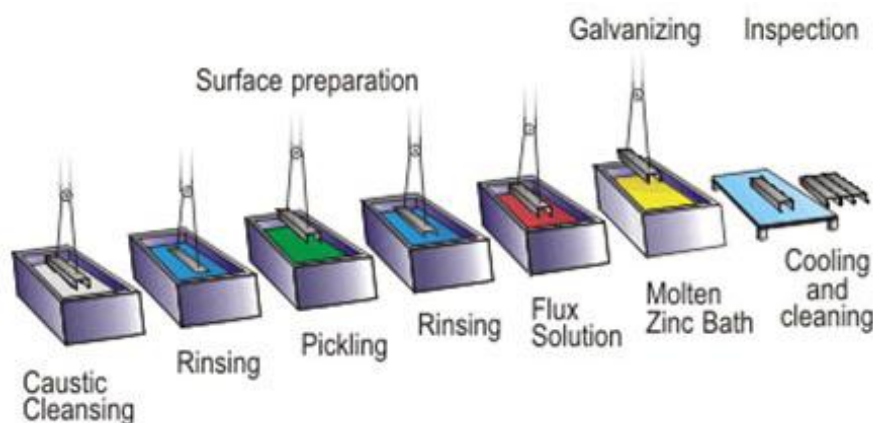 Surface preparation
Galvanizing
Inspection
Caustic
Cleansing
Rinsing
Pickling
Rinsing
Flux
Solution
Molten
Zinc Bath
Cooling
and
cleaning